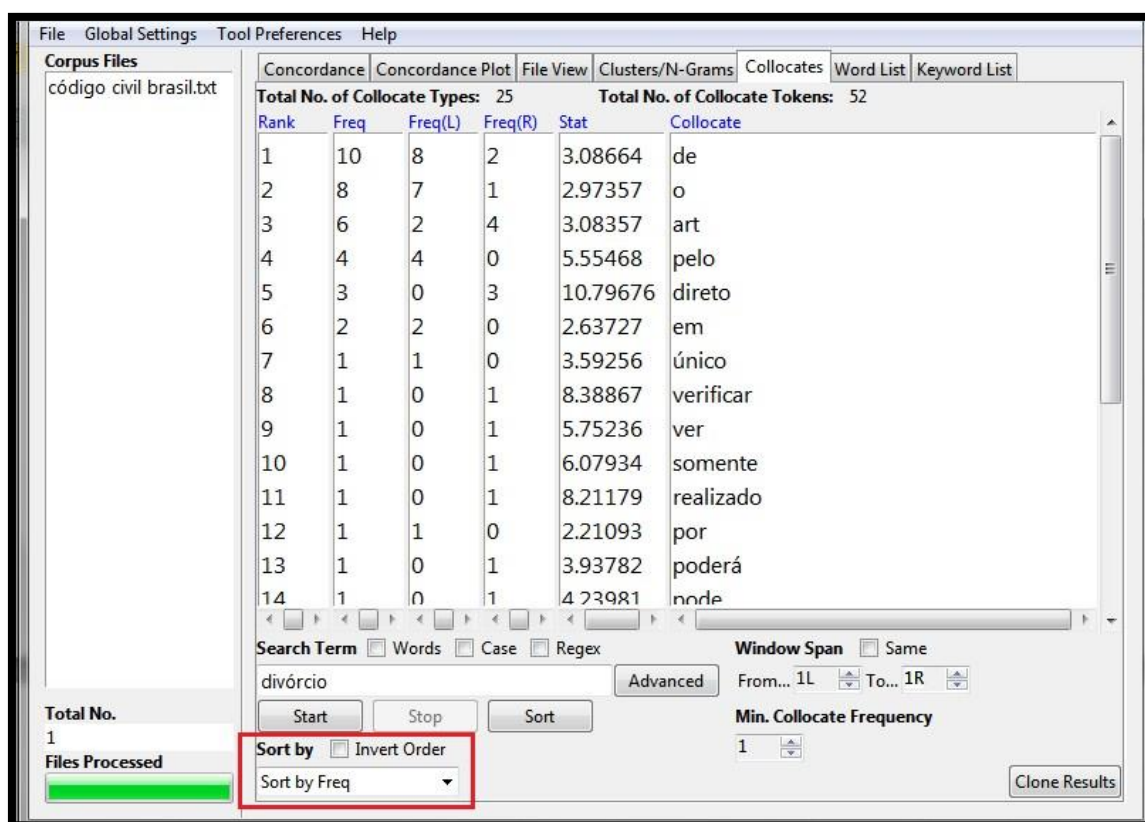 File Global Settings Tool Preferences Help
Corpus Files
código civil brasil.txt
Concordance Concordance Plot File View Clusters/N-Grams Collocates Word List Keyword List
Total No. of Collocate Types: 25 Total No. of Collocate Tokens: 52
Rank Freq Freq(L) Freq(R) Stat Collocate
1 10 8 2 3.08664 de
2 8 7 1 2.97357 o
3 6 2 4 3.08357 art
4 4 4 0 5.55468 pelo
5 3 0 3 10.79676 direto
6 2 2 0 2.63727 em
7 1 1 0 3.59256 único
8 1 0 1 8.38867 verificar
9 1 0 1 5.75236 ver
10 1 0 1 6.07934 somente
11 1 0 1 8.21179 realizado
12 1 1 0 2.21093 por
13 1 0 1 3.93782 poderá
14 1 0 1 4.23981 pode
Search Term Words Case Regex Window Span Same
divórcio Advanced From... 1L To... 1R
Start Stop Sort Min. Collocate Frequency
Sort by Invert Order 1
Sort by Freq Clone Results
Total No.
1
Files Processed